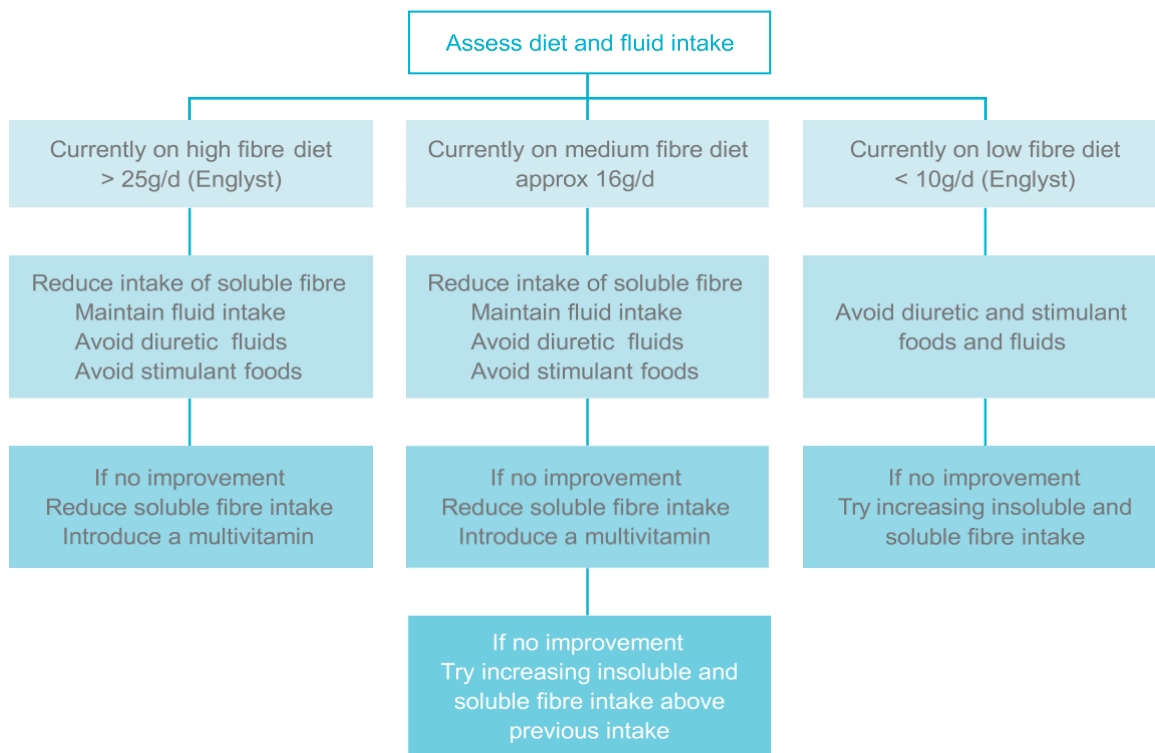 Assess diet and fluid intake
Currently on high fibre diet
> 25g/d (Englyst)
Currently on medium fibre diet
approx 16g/d
Currently on low fibre diet
< 10g/d (Englyst)
Reduce intake of soluble fibre
Maintain fluid intake
Avoid diuretic fluids
Avoid stimulant foods
Reduce intake of soluble fibre
Maintain fluid intake
Avoid diuretic fluids
Avoid stimulant foods
Avoid diuretic and stimulant
foods and fluids
If no improvement
Reduce soluble fibre intake
Introduce a multivitamin
If no improvement
Reduce soluble fibre intake
Introduce a multivitamin
If no improvement
Try increasing insoluble and
soluble fibre intake
If no improvement
Try increasing insoluble and
soluble fibre intake above
previous intake